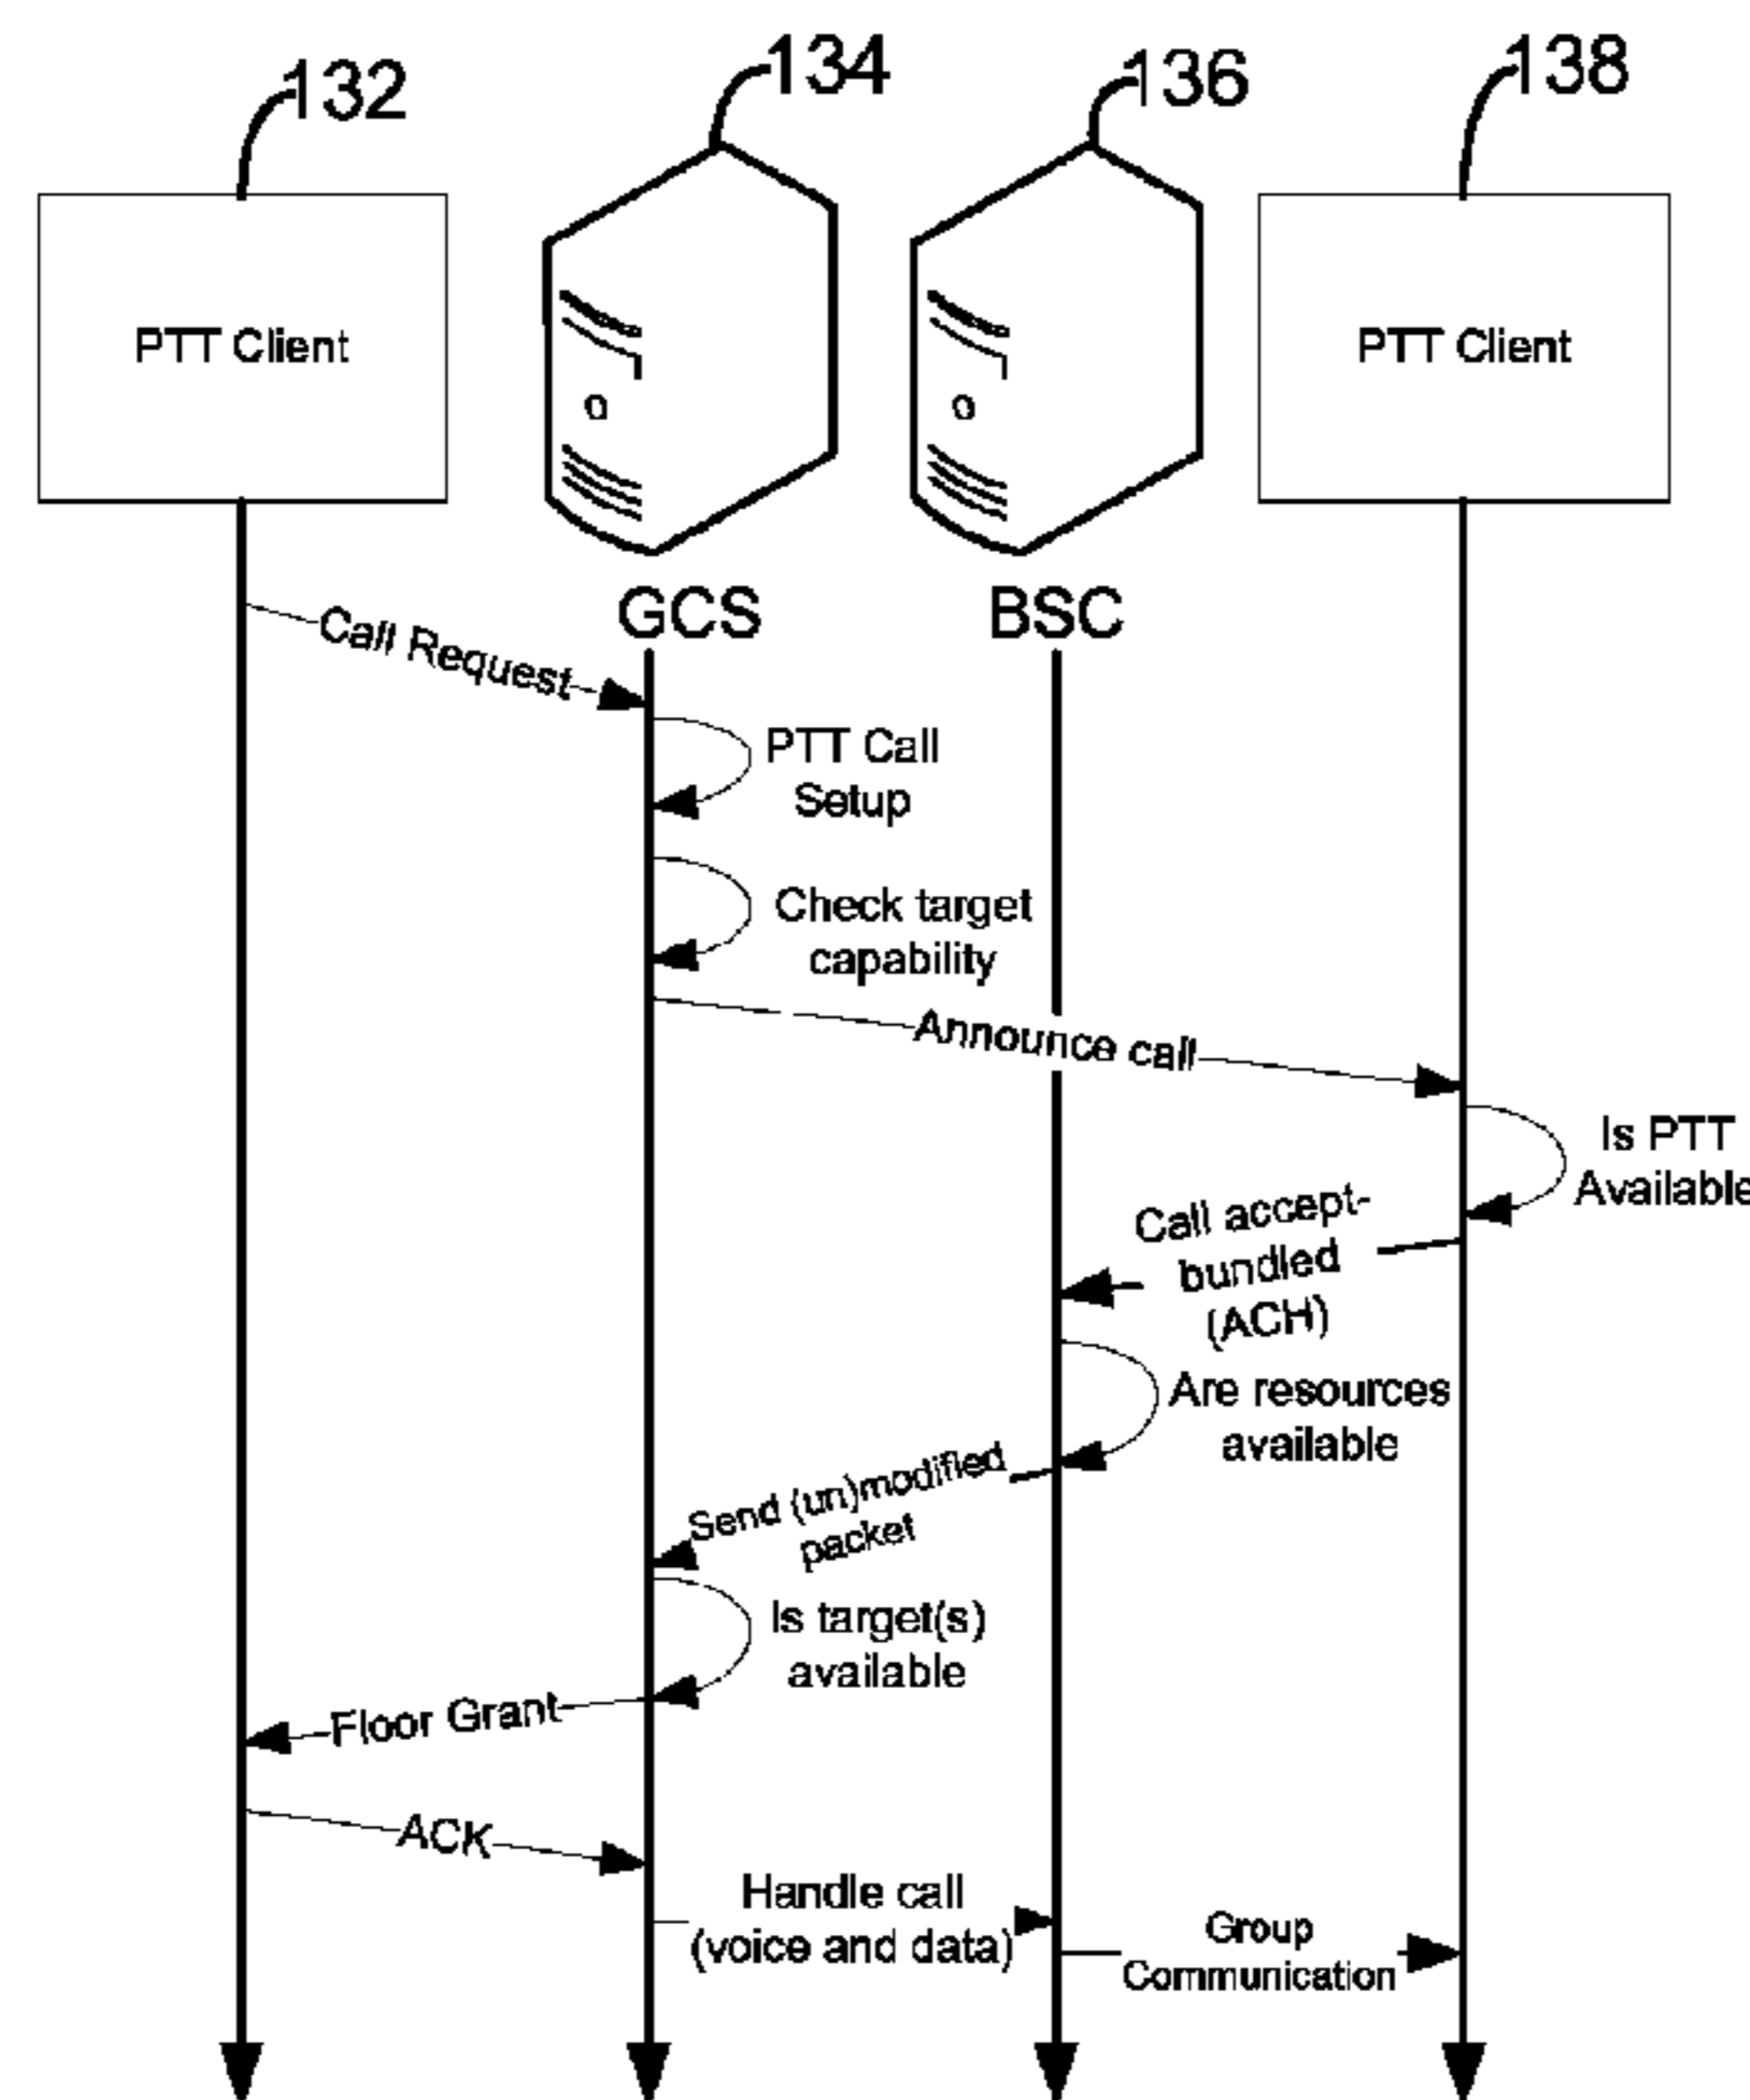 132
134
136
138
PTT Client
PTT Client
GCS
BSC
Call Request
PTT Call
Setup
Check target
capability
Announce call
Is PTT
Available
Call accept-
bundled
(ACH)
Are resources
available
Send (un)modified
packet
Is target(s)
available
Floor Grant
ACK
Handle call
(voice and data)
Group
Communication